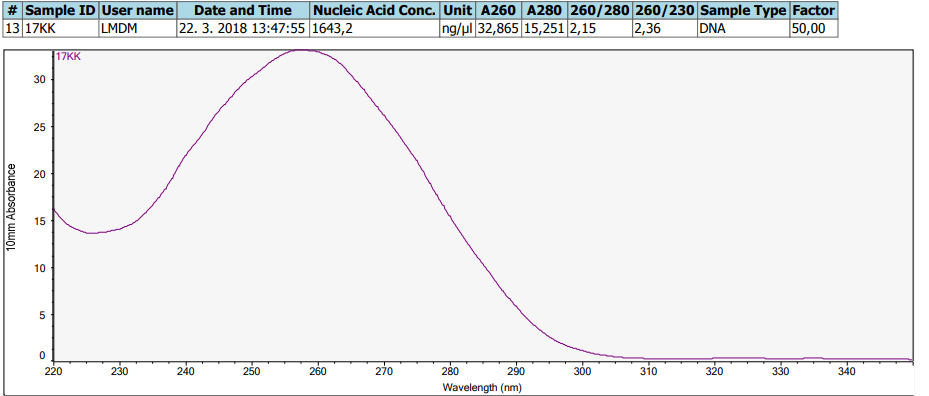 # Sample ID User name Date and Time Nucleic Acid Conc. Unit A260 A280 260/280 260/230 Sample Type Factor
13 17KK LMDM 22. 3. 2018 13:47:55 1643,2 ng/µl 32,865 15,251 2,15 2,36 DNA 50,00
17KK
10mm Absorbance
30
25
20
15
10
5
0
220 230 240 250 260 270 280 290 300 310 320 330 340
Wavelength (nm)